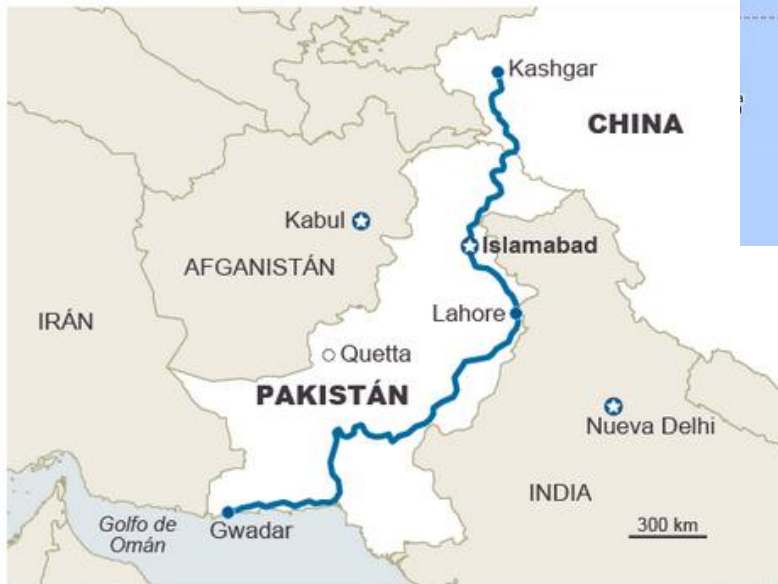 Kashgar
CHINA
Kabul
Islamabad
AFGANISTÁN
Lahore
IRÁN
Quetta
PAKISTÁN
Nueva Delhi
INDIA
Golfo de
Omán
Gwadar
300 km